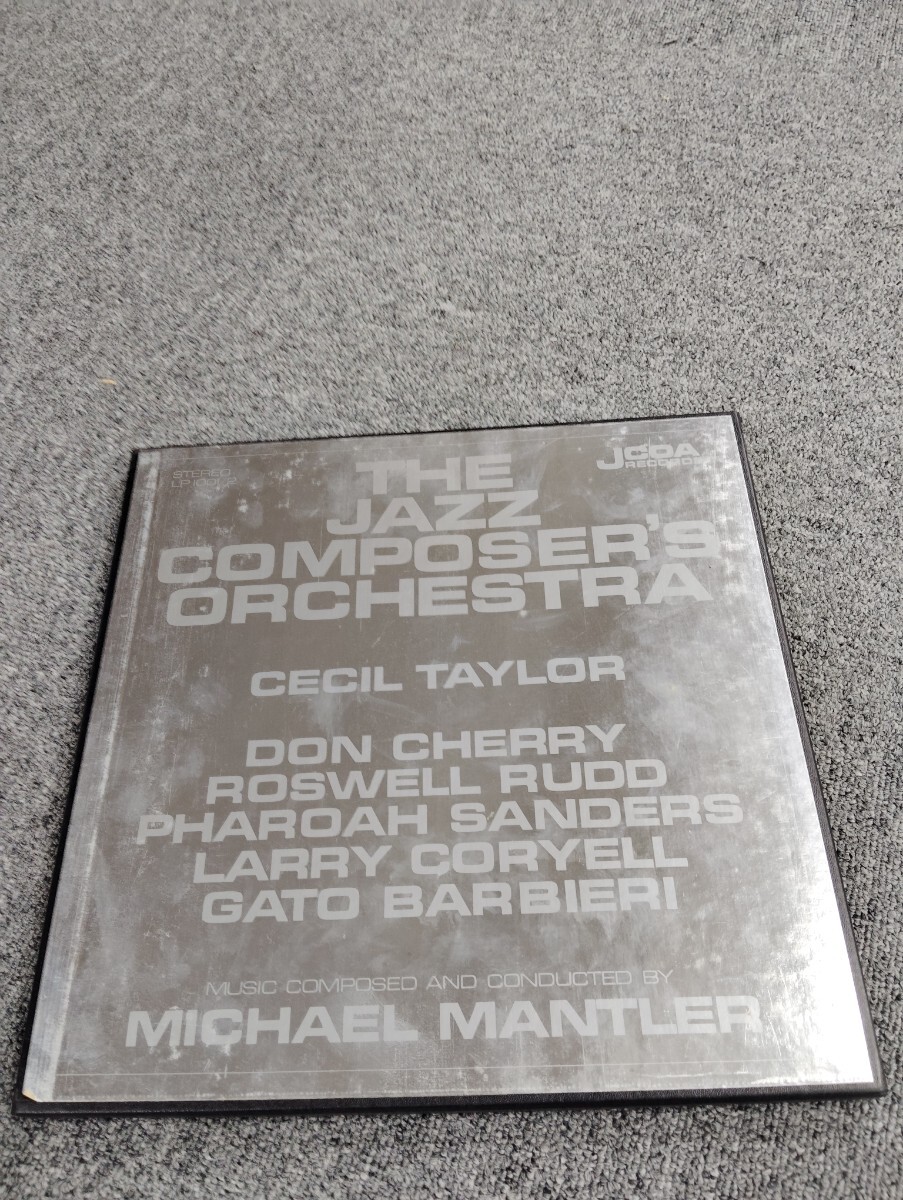 STEREO
LP 1001/2
JCOA
RECORDS
THE
JAZZ
COMPOSER'S
ORCHESTRA
CECIL TAYLOR
DON CHERRY
ROSWELL RUDD
PHAROAH SANDERS
LARRY CORYELL
GATO BARBIERI
MUSIC COMPOSED AND CONDUCTED BY
MICHAEL MANTLER